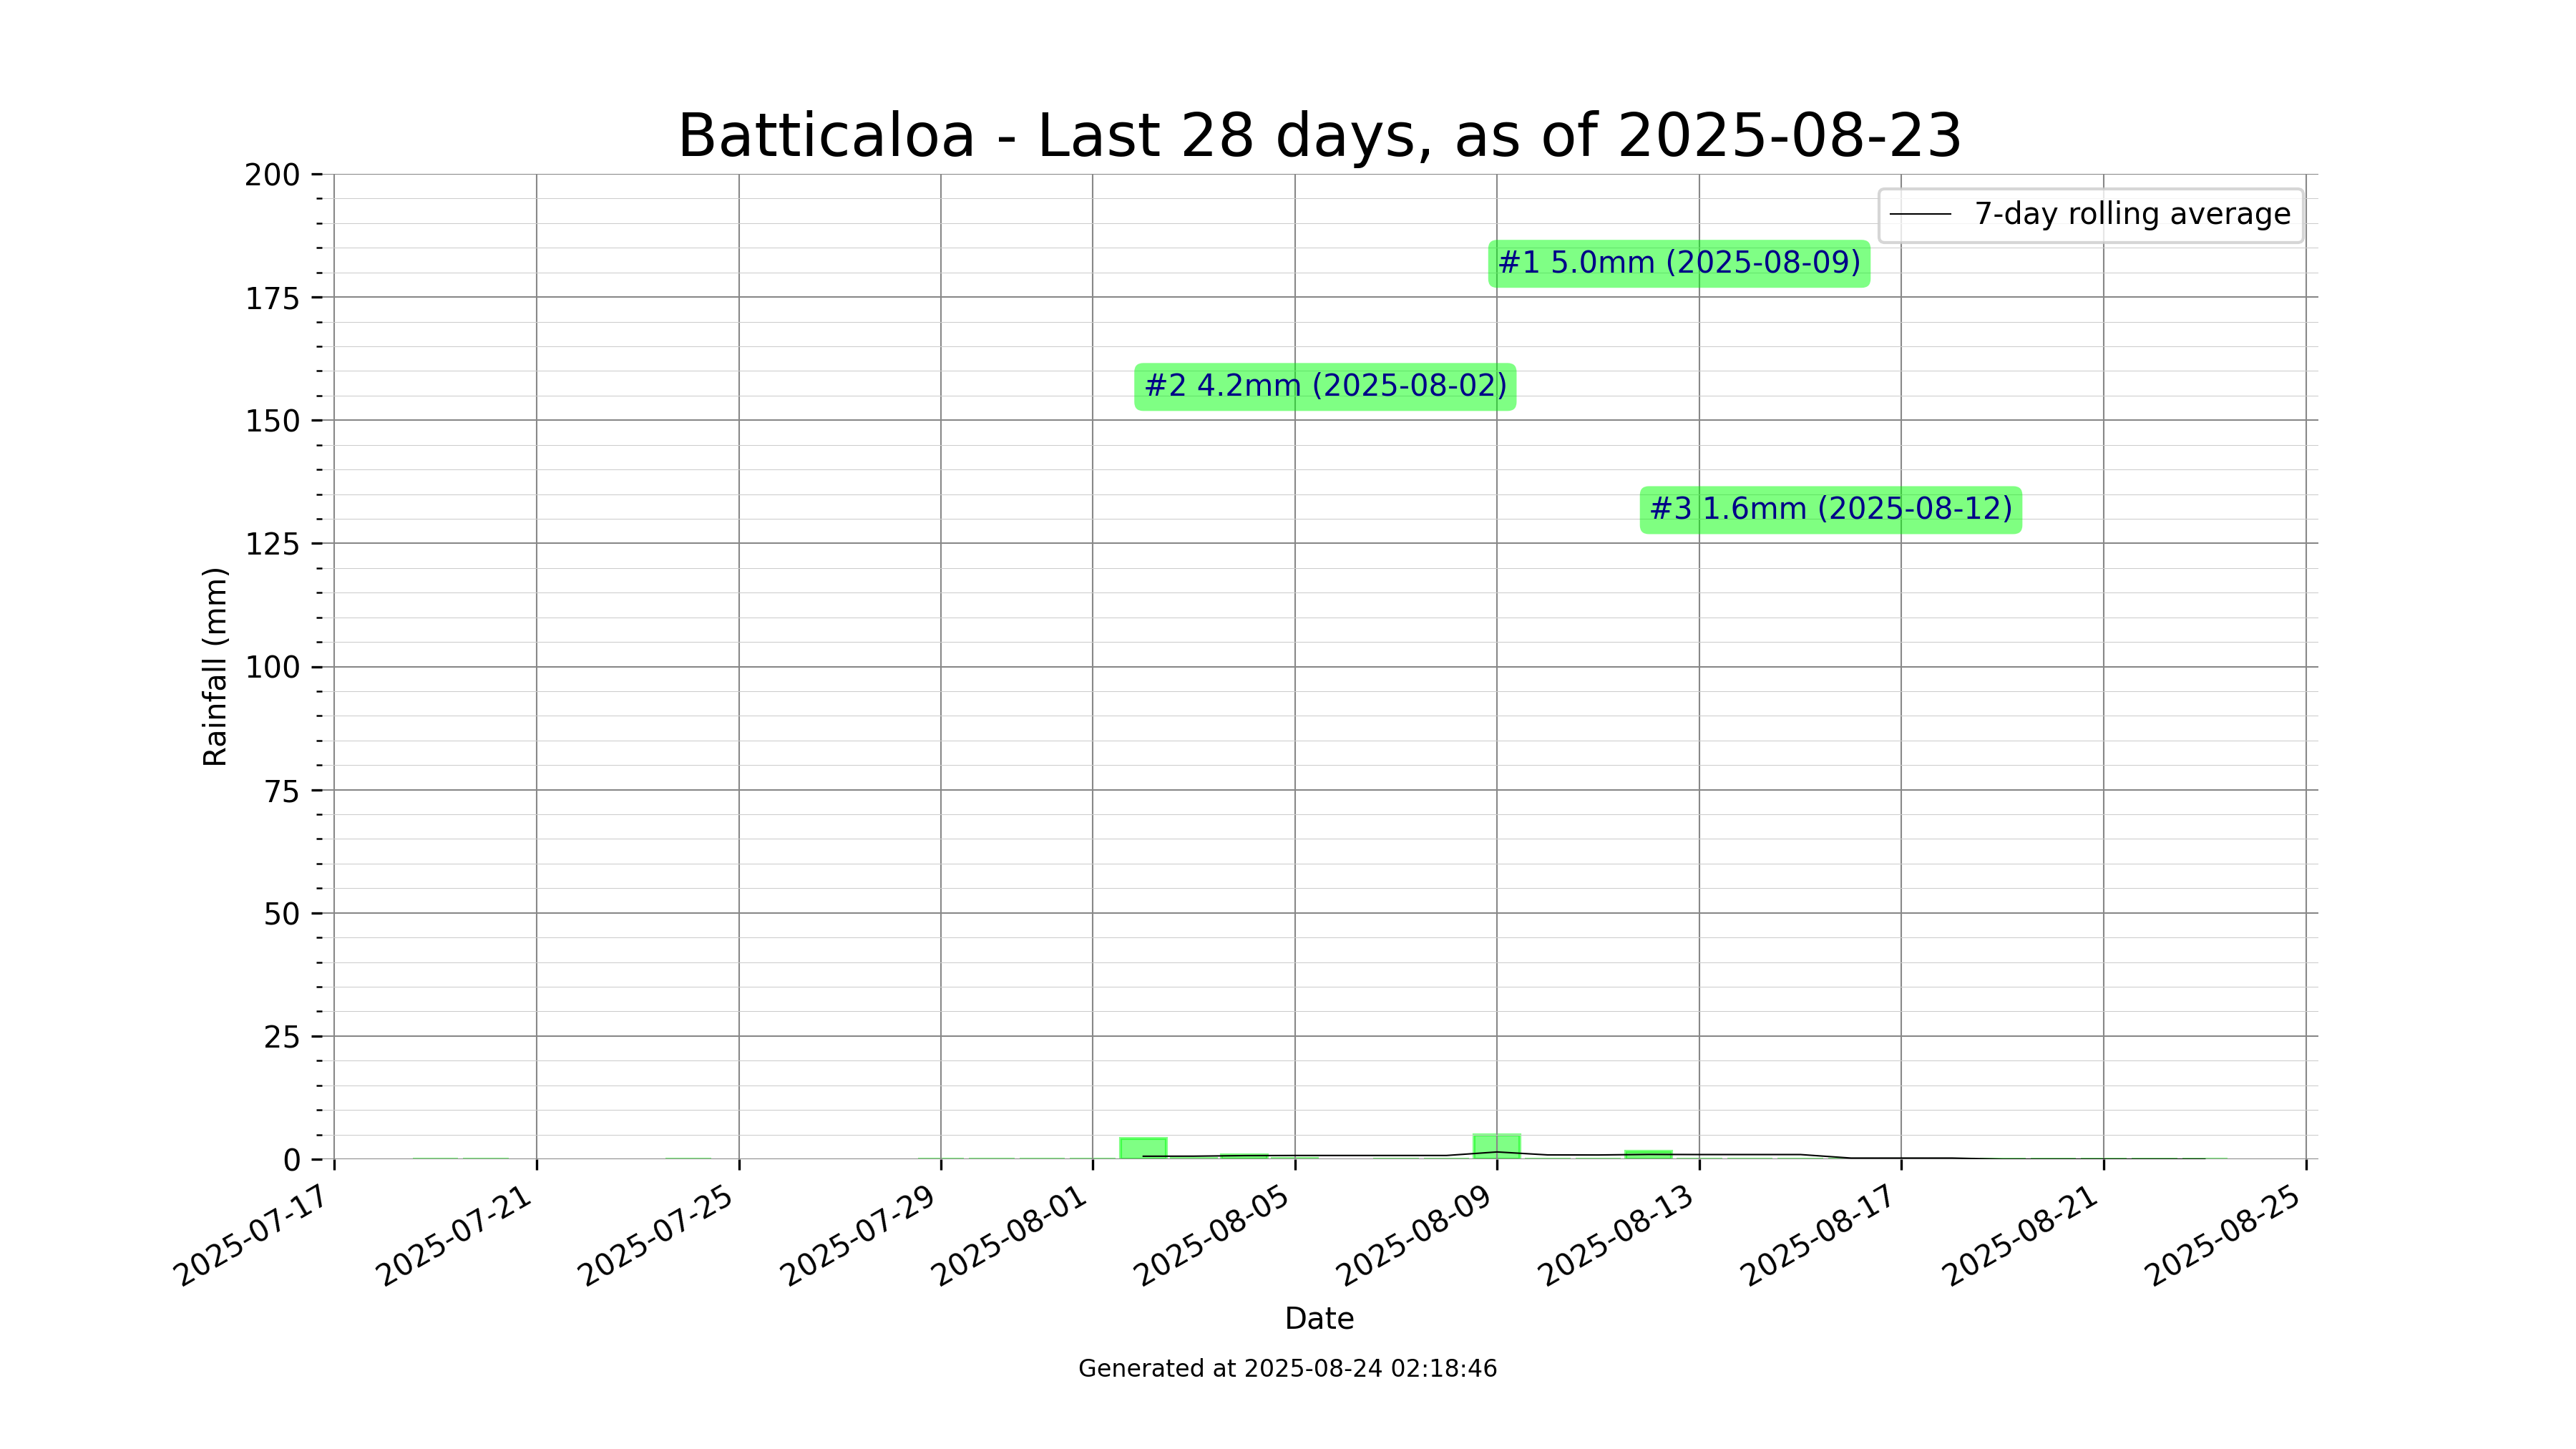 Batticaloa - Last 28 days, as of 2025-08-23
7-day rolling average
#1 5.0mm (2025-08-09)
#2 4.2mm (2025-08-02)
#3 1.6mm (2025-08-12)
Rainfall (mm)
200
175
150
125
100
75
50
25
0
2025-07-17
2025-07-21
2025-07-25
2025-07-29
2025-08-01
2025-08-05
2025-08-09
2025-08-13
2025-08-17
2025-08-21
2025-08-25
Date
Generated at 2025-08-24 02:18:46